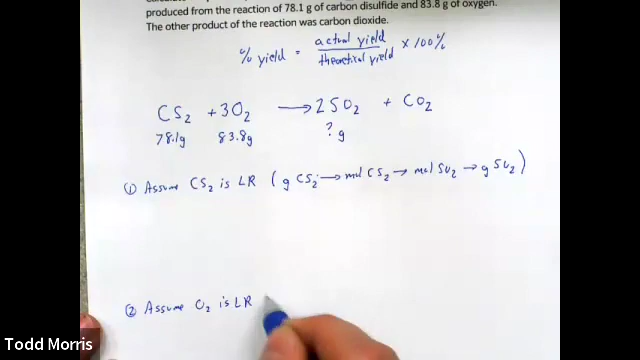 produced from the reaction of 78.1 g of carbon disulfide and 83.8 g of oxygen.
The other product of the reaction was carbon dioxide.
% yield = actual yield / theoretical yield × 100%
CS₂ + 3O₂ ⟶ 2SO₂ + CO₂
78.1g 83.8g ? g
① Assume CS₂ is LR ( g CS₂ → mol CS₂ → mol SO₂ → g SO₂ )
② Assume O₂ is LR
Todd Morris